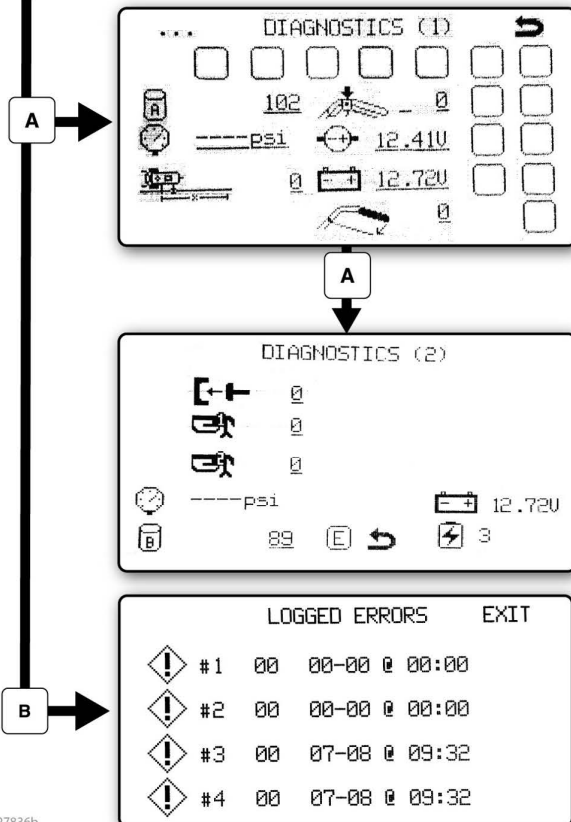 DIAGNOSTICS (1)
A
A 102 _ 0
----psi 12.41V
0 12.72V
0
A
DIAGNOSTICS (2)
0
0
0
----psi 12.72V
B 89 E 3
LOGGED ERRORS EXIT
#1 00 00-00 @ 00:00
#2 00 00-00 @ 00:00
B
#3 00 07-08 @ 09:32
#4 00 07-08 @ 09:32